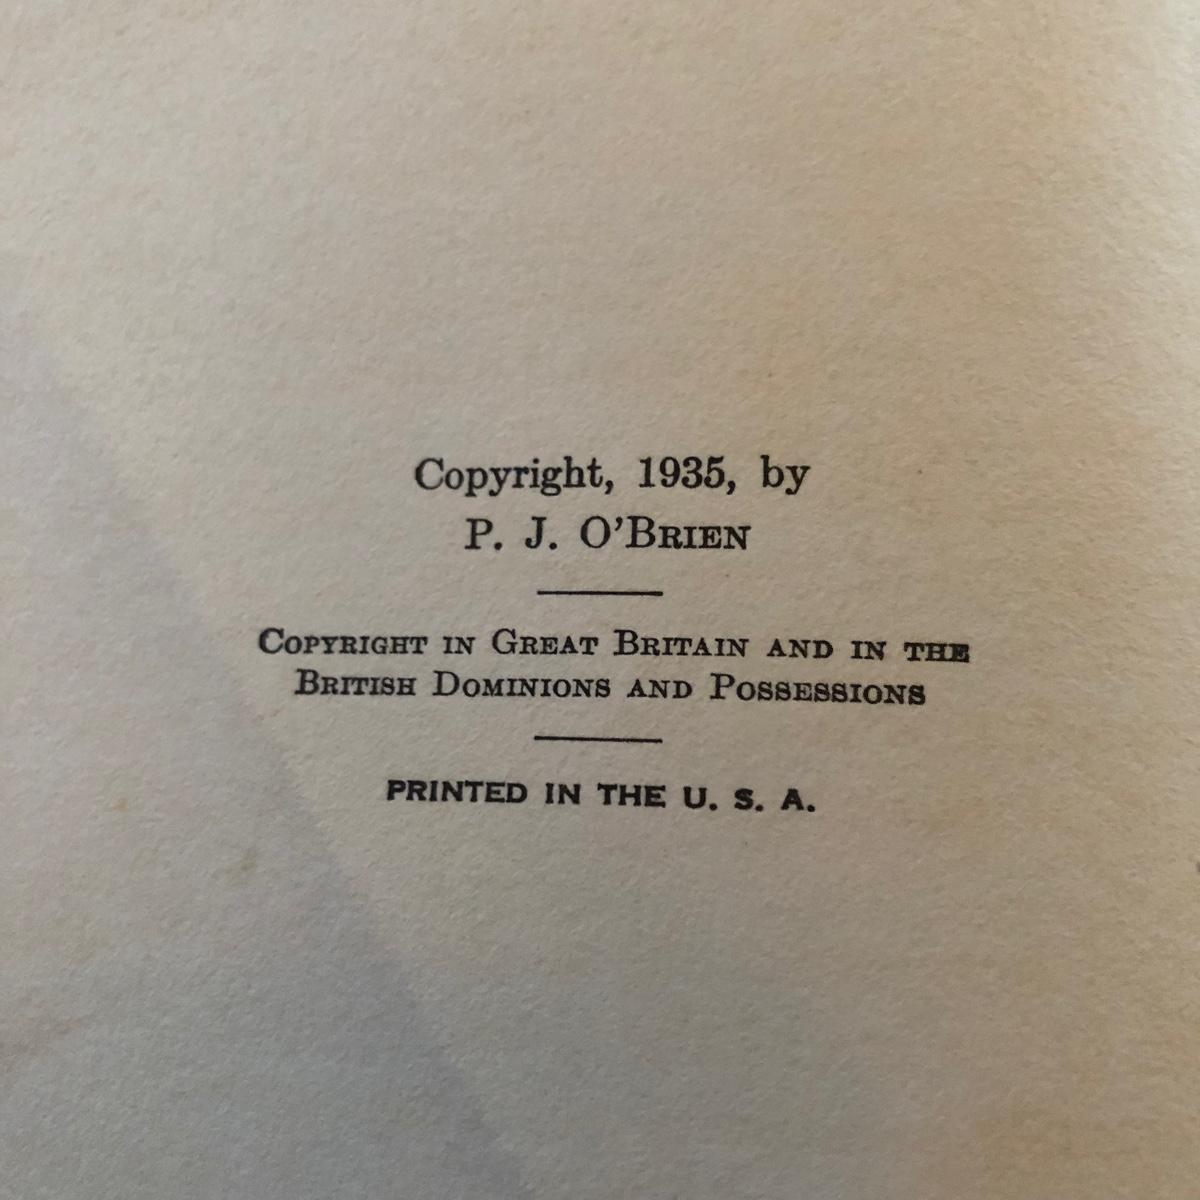 Copyright, 1935, by
P. J. O'BRIEN
COPYRIGHT IN GREAT BRITAIN AND IN THE
BRITISH DOMINIONS AND POSSESSIONS
PRINTED IN THE U. S. A.